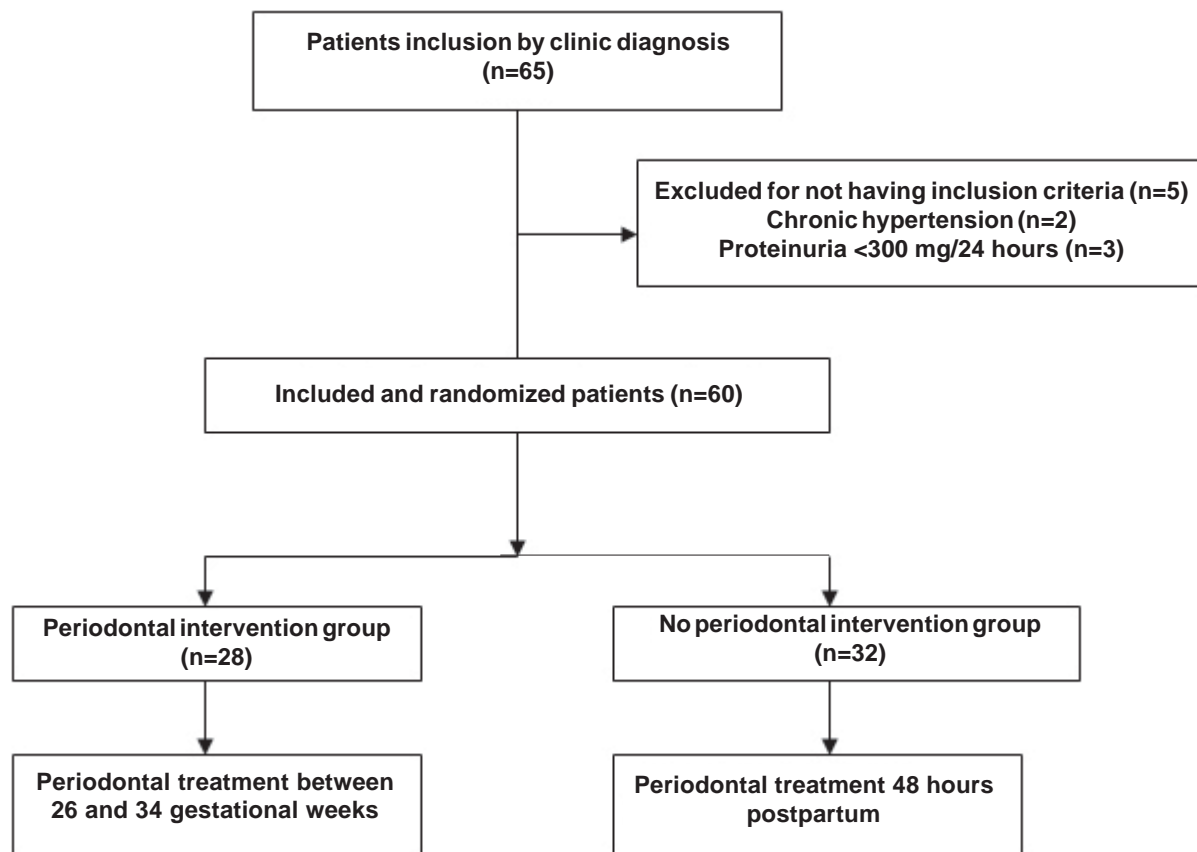 Patients inclusion by clinic diagnosis
(n=65)
Excluded for not having inclusion criteria (n=5)
Chronic hypertension (n=2)
Proteinuria <300 mg/24 hours (n=3)
Included and randomized patients (n=60)
Periodontal intervention group
(n=28)
No periodontal intervention group
(n=32)
Periodontal treatment between
26 and 34 gestational weeks
Periodontal treatment 48 hours
postpartum